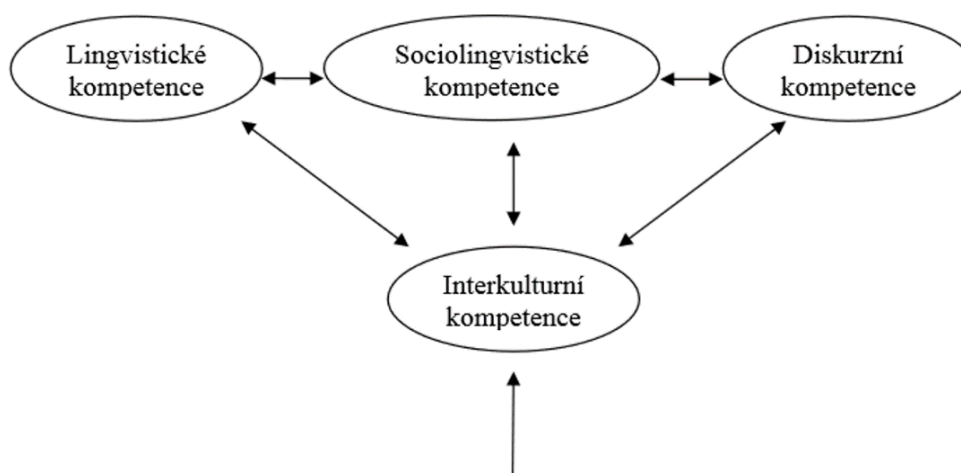 Lingvistické
kompetence
Sociolingvistické
kompetence
Diskurzní
kompetence
Interkulturní
kompetence